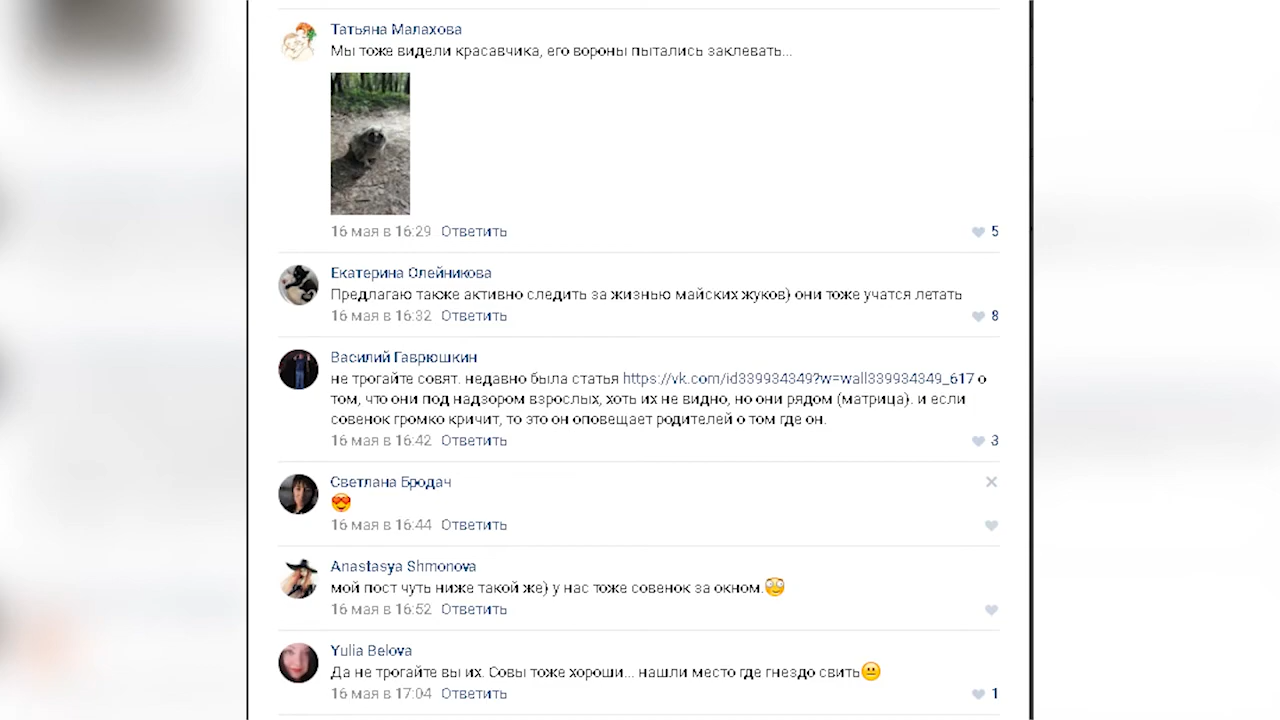 Татьяна Малахова
Мы тоже видели красавчика, его вороны пытались заклевать...
16 мая в 16:29 Ответить
5
Екатерина Олейникова
Предлагаю также активно следить за жизнью майских жуков) они тоже учатся летать
16 мая в 16:32 Ответить
8
Василий Гаврюшкин
не трогайте совят. недавно была статья https://vk.com/id339934349?w=wall339934349_617 о
том, что они под надзором взрослых, хоть их не видно, но они рядом (матрица). и если
совенок громко кричит, то это он оповещает родителей о том где он.
16 мая в 16:42 Ответить
3
Светлана Бродач
😍
16 мая в 16:44 Ответить
Anastasya Shmonova
мой пост чуть ниже такой же) у нас тоже совенок за окном.🙄
16 мая в 16:52 Ответить
Yulia Belova
Да не трогайте вы их. Совы тоже хороши... нашли место где гнездо свить😐
16 мая в 17:04 Ответить
1